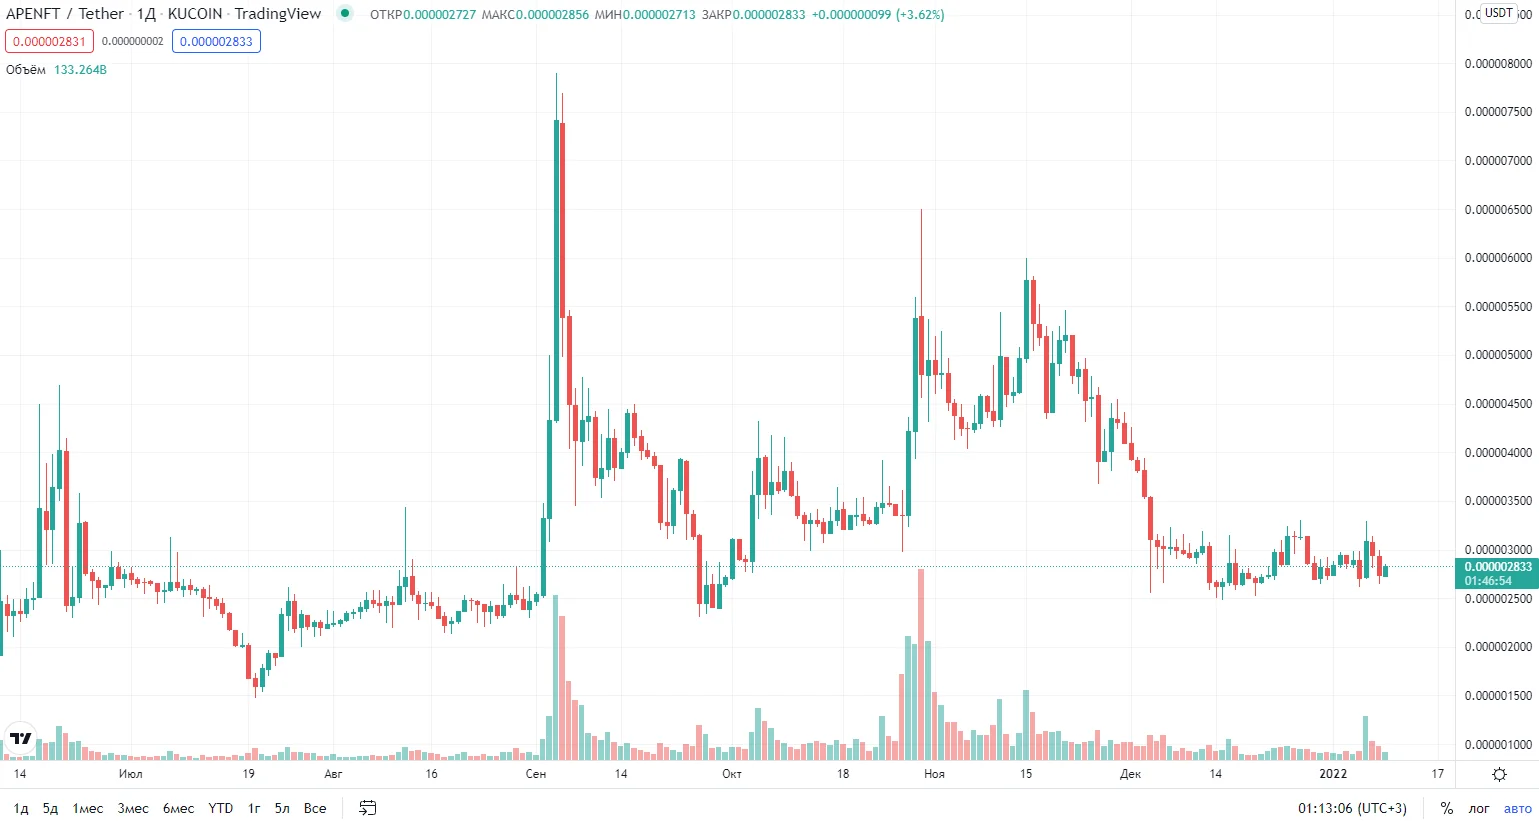 APENFT / Tether · 1Д · KUCOIN · TradingView ОТКР0.000002727 МАКС0.000002856 МИН0.000002713 ЗАКР0.000002833 +0.000000099 (+3.62%)
0.000002831 0.000000002 0.000002833
Объём 133.264B
USDT
0.000008000
0.000007500
0.000007000
0.000006500
0.000006000
0.000005500
0.000005000
0.000004500
0.000004000
0.000003500
0.000003000
0.000002833
01:46:54
0.000002500
0.000002000
0.000001500
0.000001000
14 Июл 19 Авг 16 Сен 14 Окт 18 Ноя 15 Дек 14 2022 17
1д 5д 1мес 3мес 6мес YTD 1г 5л Все 01:13:06 (UTC+3) % лог авто